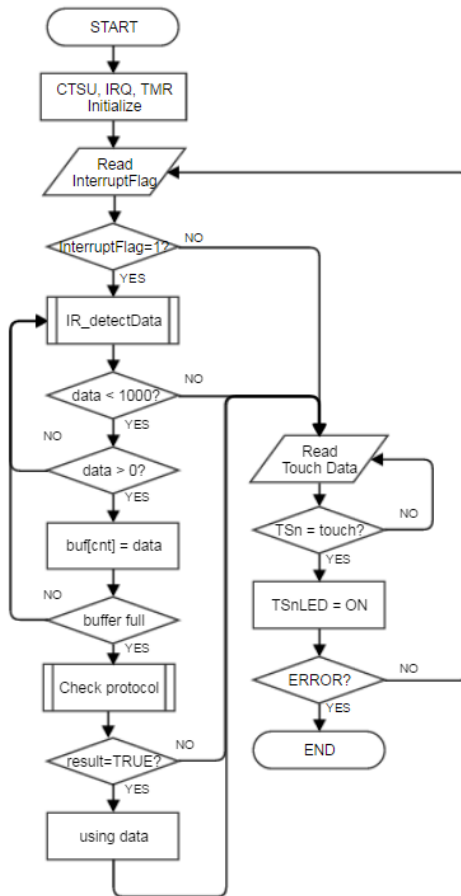 START
CTSU, IRQ, TMR
Initialize
Read
InterruptFlag
InterruptFlag=1?
NO
YES
IR_detectData
data < 1000?
NO
YES
data > 0?
NO
YES
buf[cnt] = data
buffer full
NO
YES
Check protocol
result=TRUE?
NO
YES
using data
Read
Touch Data
TSn = touch?
NO
YES
TSnLED = ON
ERROR?
NO
YES
END